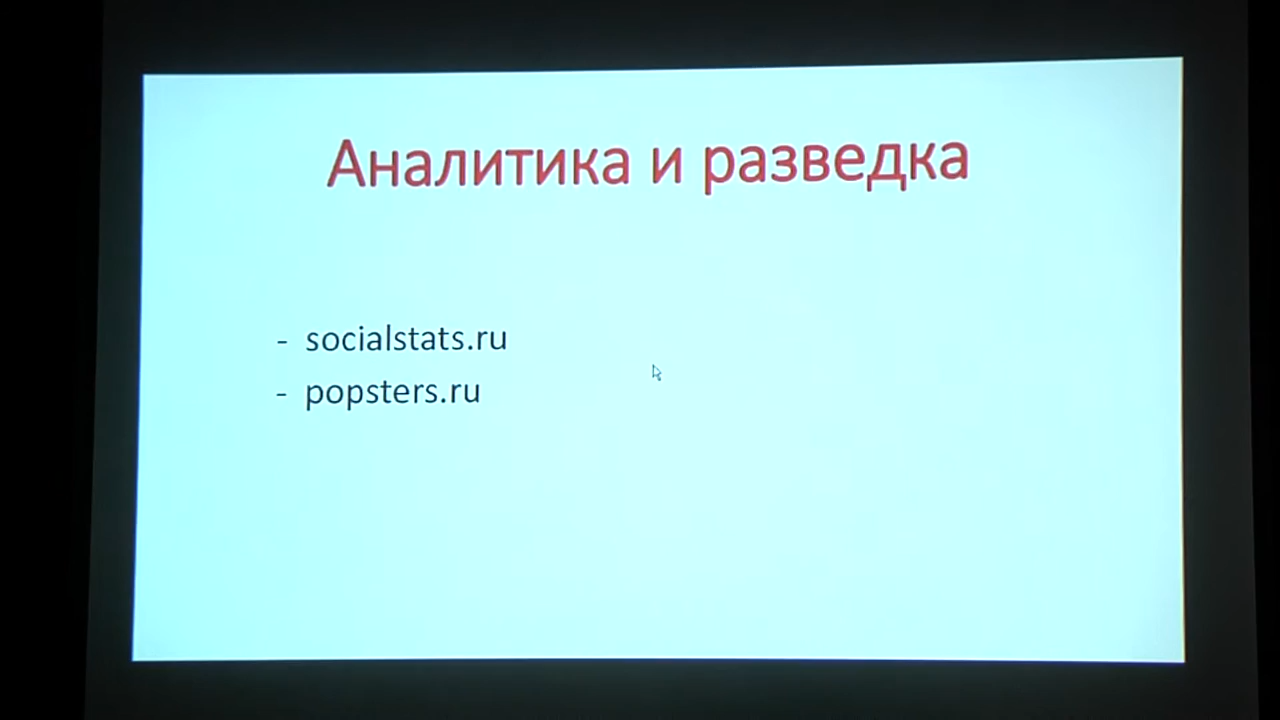 Аналитика и разведка
- socialstats.ru
- popsters.ru